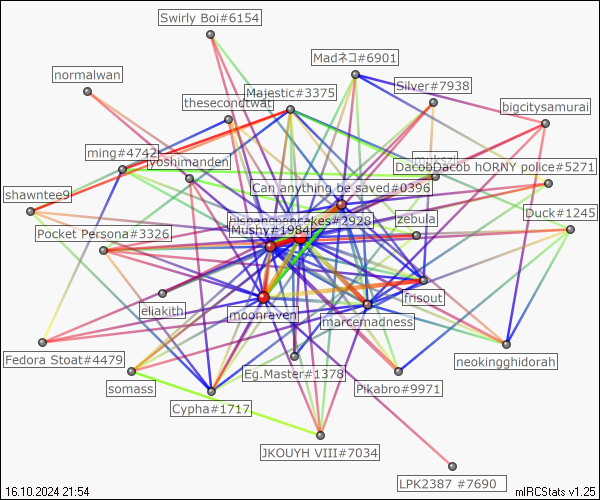 Swirly Boi#6154
Madネコ#6901
normalwan
Silver#7938
Majestic#3375
thesecondtwat
bigcitysamurai
ming#4742
yoshimanden
DacobDacob hORNY police#5271
Can anything be saved#0396
shawntee9
Duck#1245
hispanopancakes#2928
zebula
Mushy#1984
Pocket Persona#3326
eliakith
frisout
moonraven
marcemadness
Fedora Stoat#4479
neokingghidorah
Eg.Master#1378
somass
Pikabro#9971
Cypha#1717
JKOUYH VIII#7034
LPK2387 #7690
16.10.2024 21:54
mIRCStats v1.25